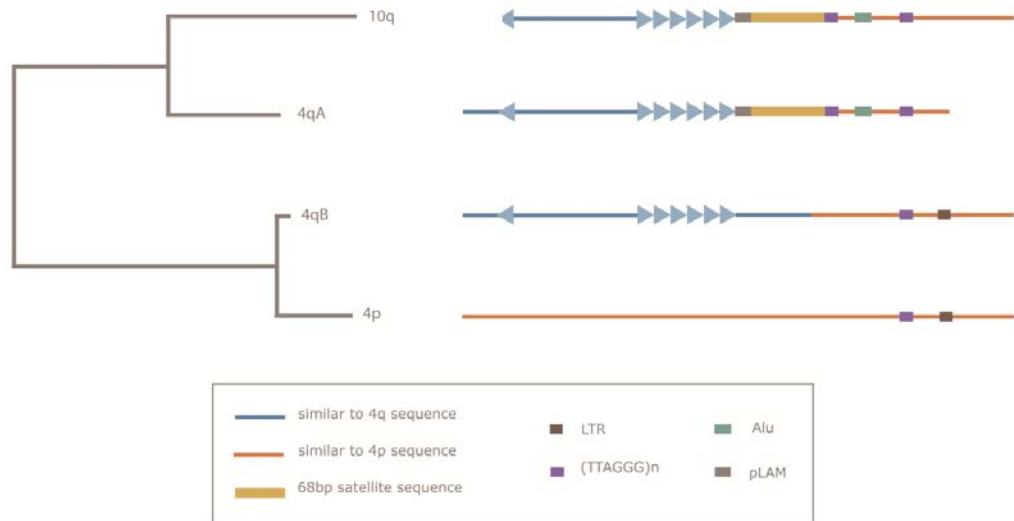 10q
4qA
4qB
4p
similar to 4q sequence
similar to 4p sequence
68bp satellite sequence
LTR
(TTAGGG)n
Alu
pLAM